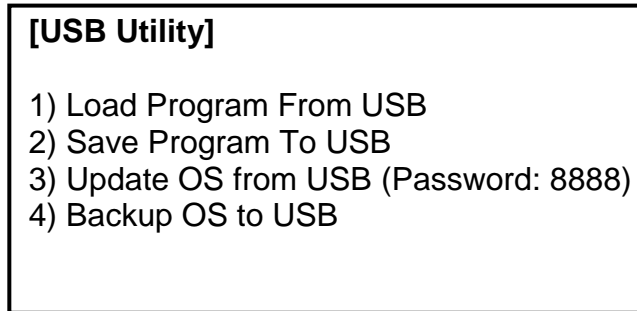 [USB Utility]
1) Load Program From USB
2) Save Program To USB
3) Update OS from USB (Password: 8888)
4) Backup OS to USB